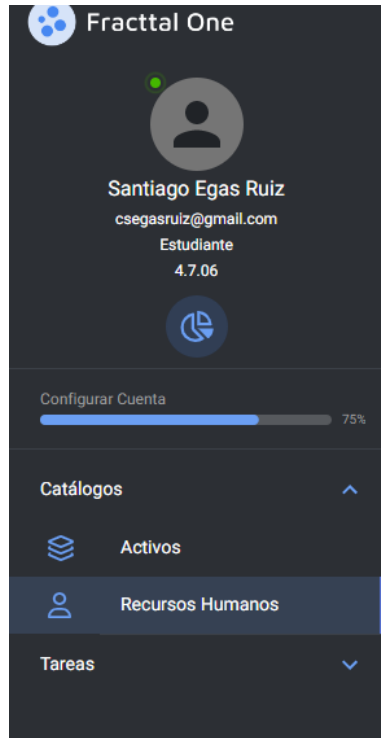 Fracttal One
Santiago Egas Ruiz
csegasruiz@gmail.com
Estudiante
4.7.06
Configurar Cuenta
75%
Catálogos
Activos
Recursos Humanos
Tareas